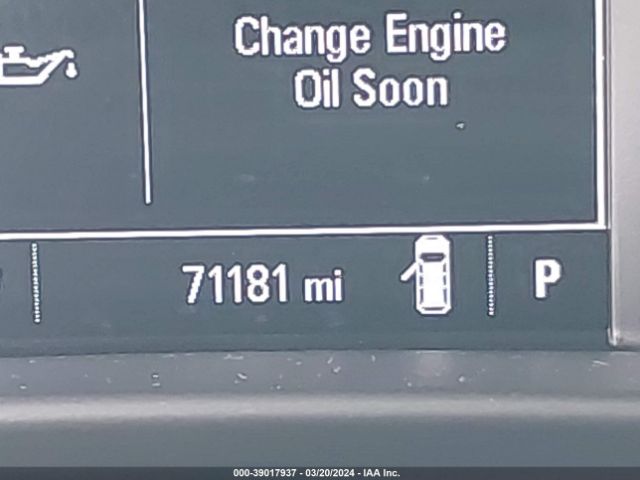 Change Engine
Oil Soon
71181 mi
P
000-39017937 - 03/20/2024 - IAA Inc.